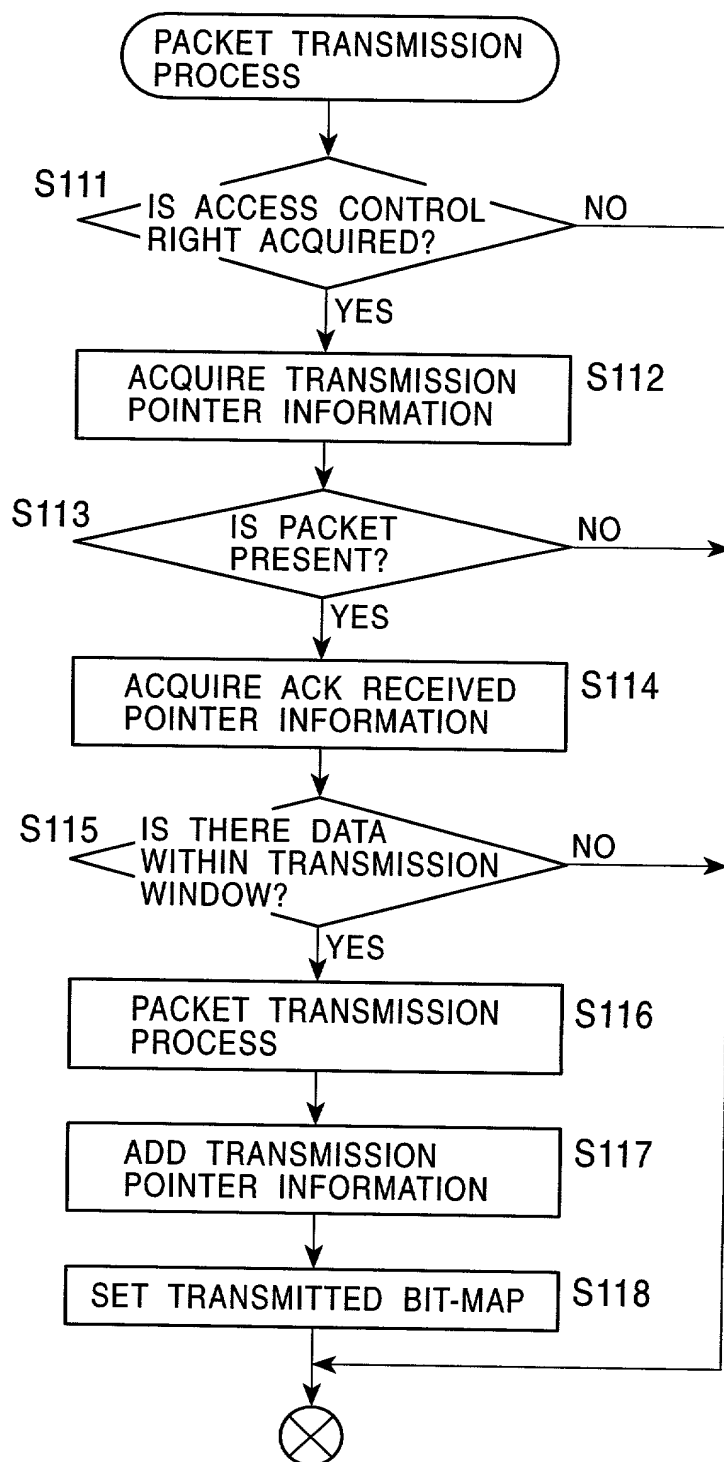 PACKET TRANSMISSION
PROCESS
S111
IS ACCESS CONTROL
RIGHT ACQUIRED?
NO
YES
ACQUIRE TRANSMISSION
POINTER INFORMATION
S112
S113
IS PACKET
PRESENT?
NO
YES
ACQUIRE ACK RECEIVED
POINTER INFORMATION
S114
S115
IS THERE DATA
WITHIN TRANSMISSION
WINDOW?
NO
YES
PACKET TRANSMISSION
PROCESS
S116
ADD TRANSMISSION
POINTER INFORMATION
S117
SET TRANSMITTED BIT-MAP
S118